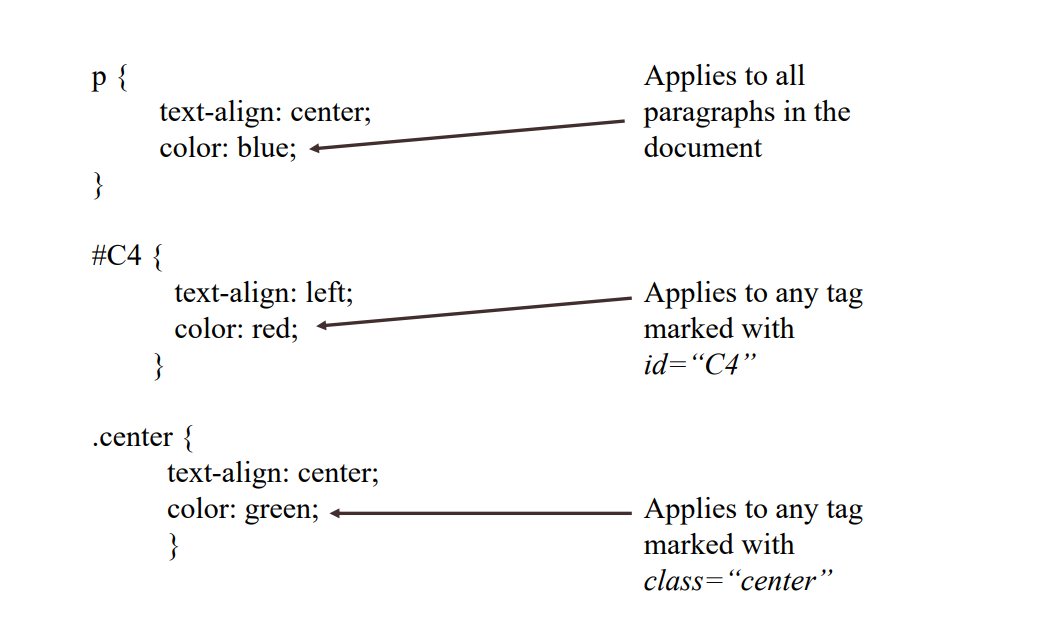 p {
text-align: center;
color: blue;
}
Applies to all
paragraphs in the
document
#C4 {
text-align: left;
color: red;
}
Applies to any tag
marked with
id=“C4”
.center {
text-align: center;
color: green;
}
Applies to any tag
marked with
class=“center”